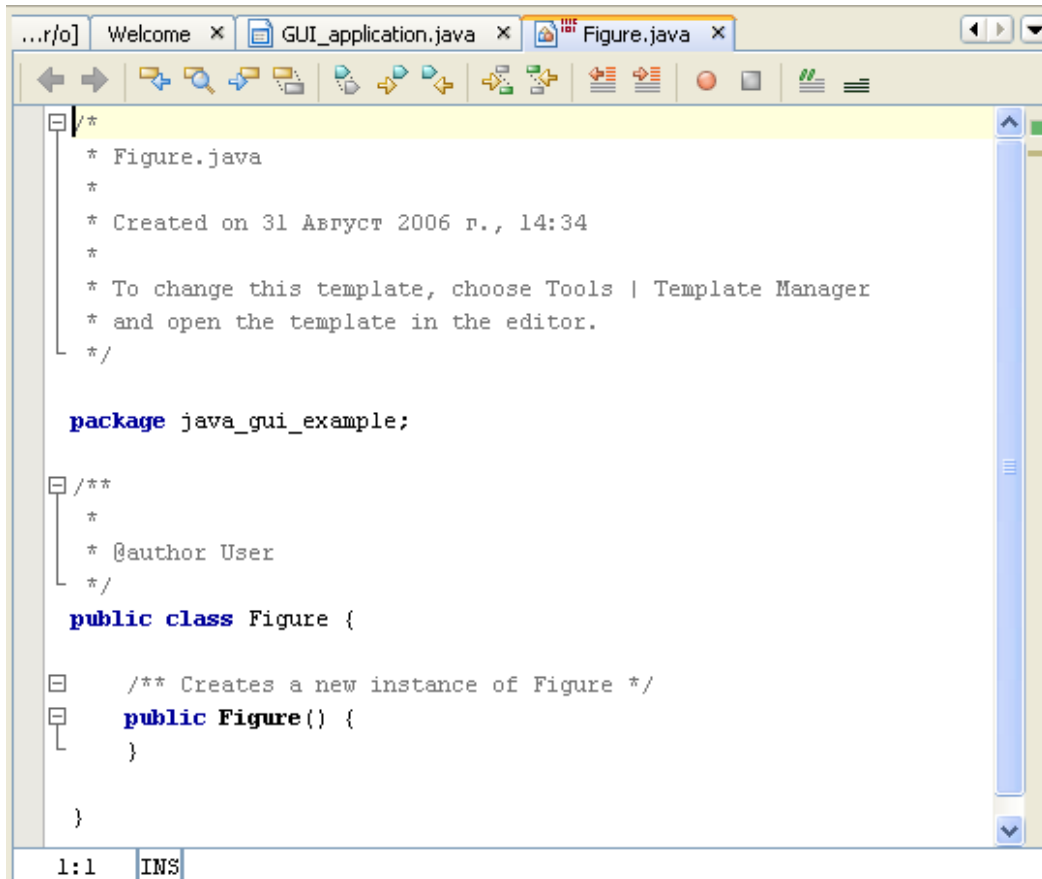 ...r/o] Welcome × GUI_application.java × Figure.java ×
/*
* Figure.java
*
* Created on 31 Август 2006 г., 14:34
*
* To change this template, choose Tools | Template Manager
* and open the template in the editor.
*/
package java_gui_example;
/**
*
* @author User
*/
public class Figure {
/** Creates a new instance of Figure */
public Figure() {
}
}
1:1 INS